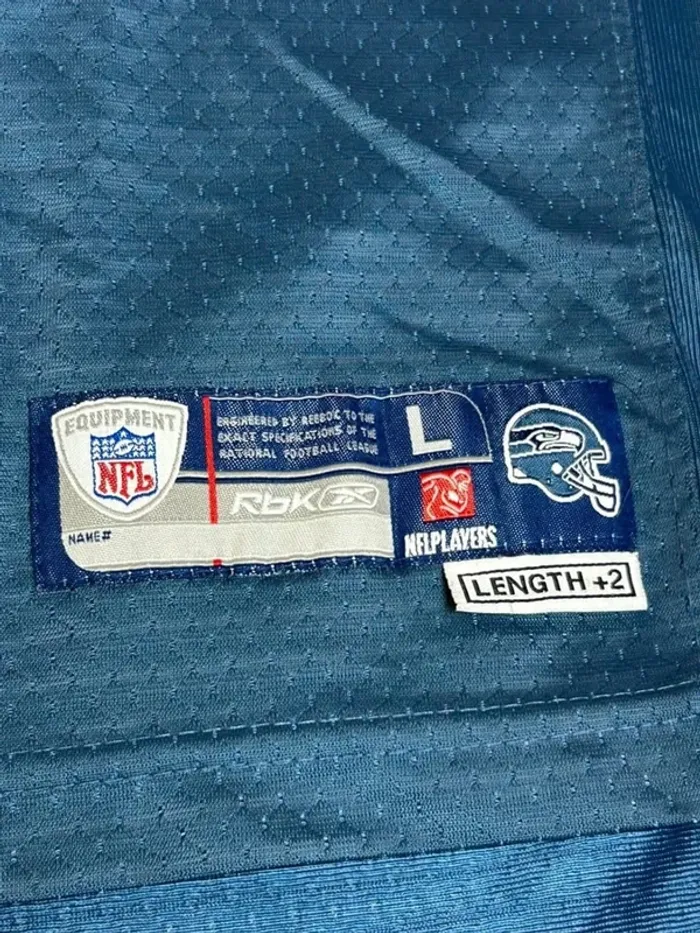 EQUIPMENT
NFL
ENGINEERED BY REEBOK TO THE
EXACT SPECIFICATIONS OF THE
NATIONAL FOOTBALL LEAGUE
L
RbK
NAME#
NFLPLAYERS
LENGTH +2